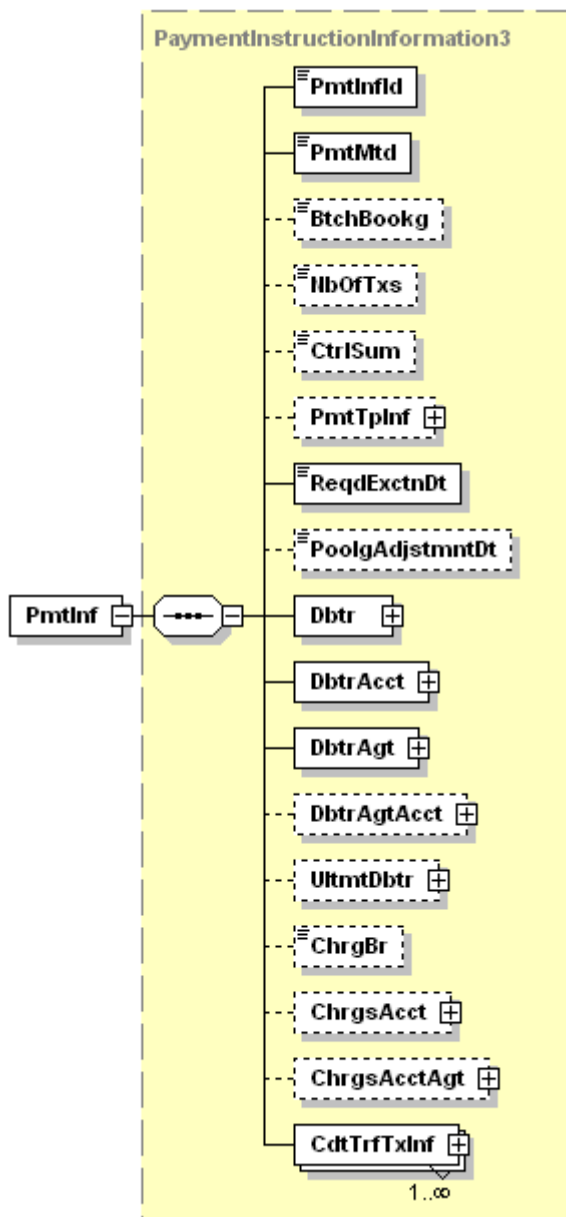 PaymentInstructionInformation3
PmtInfId
PmtMtd
BtchBookg
NbOfTxs
CtrlSum
PmtTpInf
ReqdExctnDt
PoolgAdjstmntDt
PmtInf
Dbtr
DbtrAcct
DbtrAgt
DbtrAgtAcct
UltmtDbtr
ChrgBr
ChrgsAcct
ChrgsAcctAgt
CdtTrfTxInf
1..∞